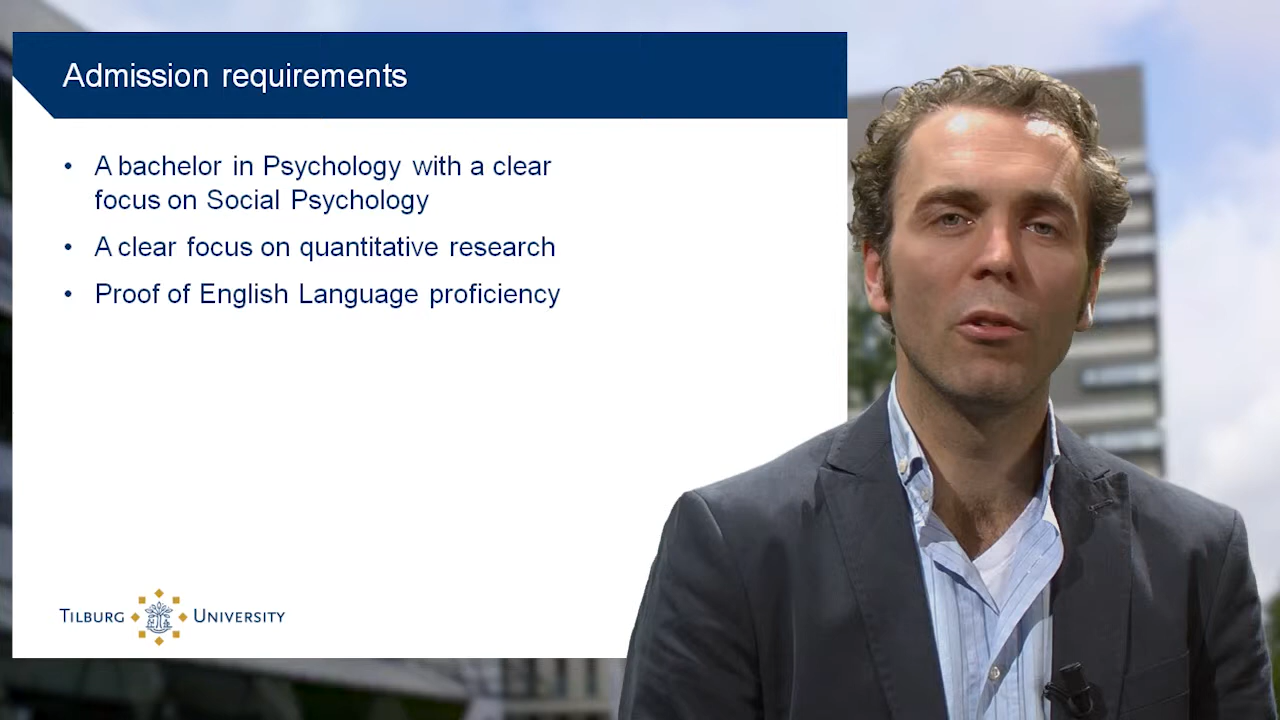 Admission requirements
• A bachelor in Psychology with a clear
focus on Social Psychology
• A clear focus on quantitative research
• Proof of English Language proficiency
TILBURG UNIVERSITY